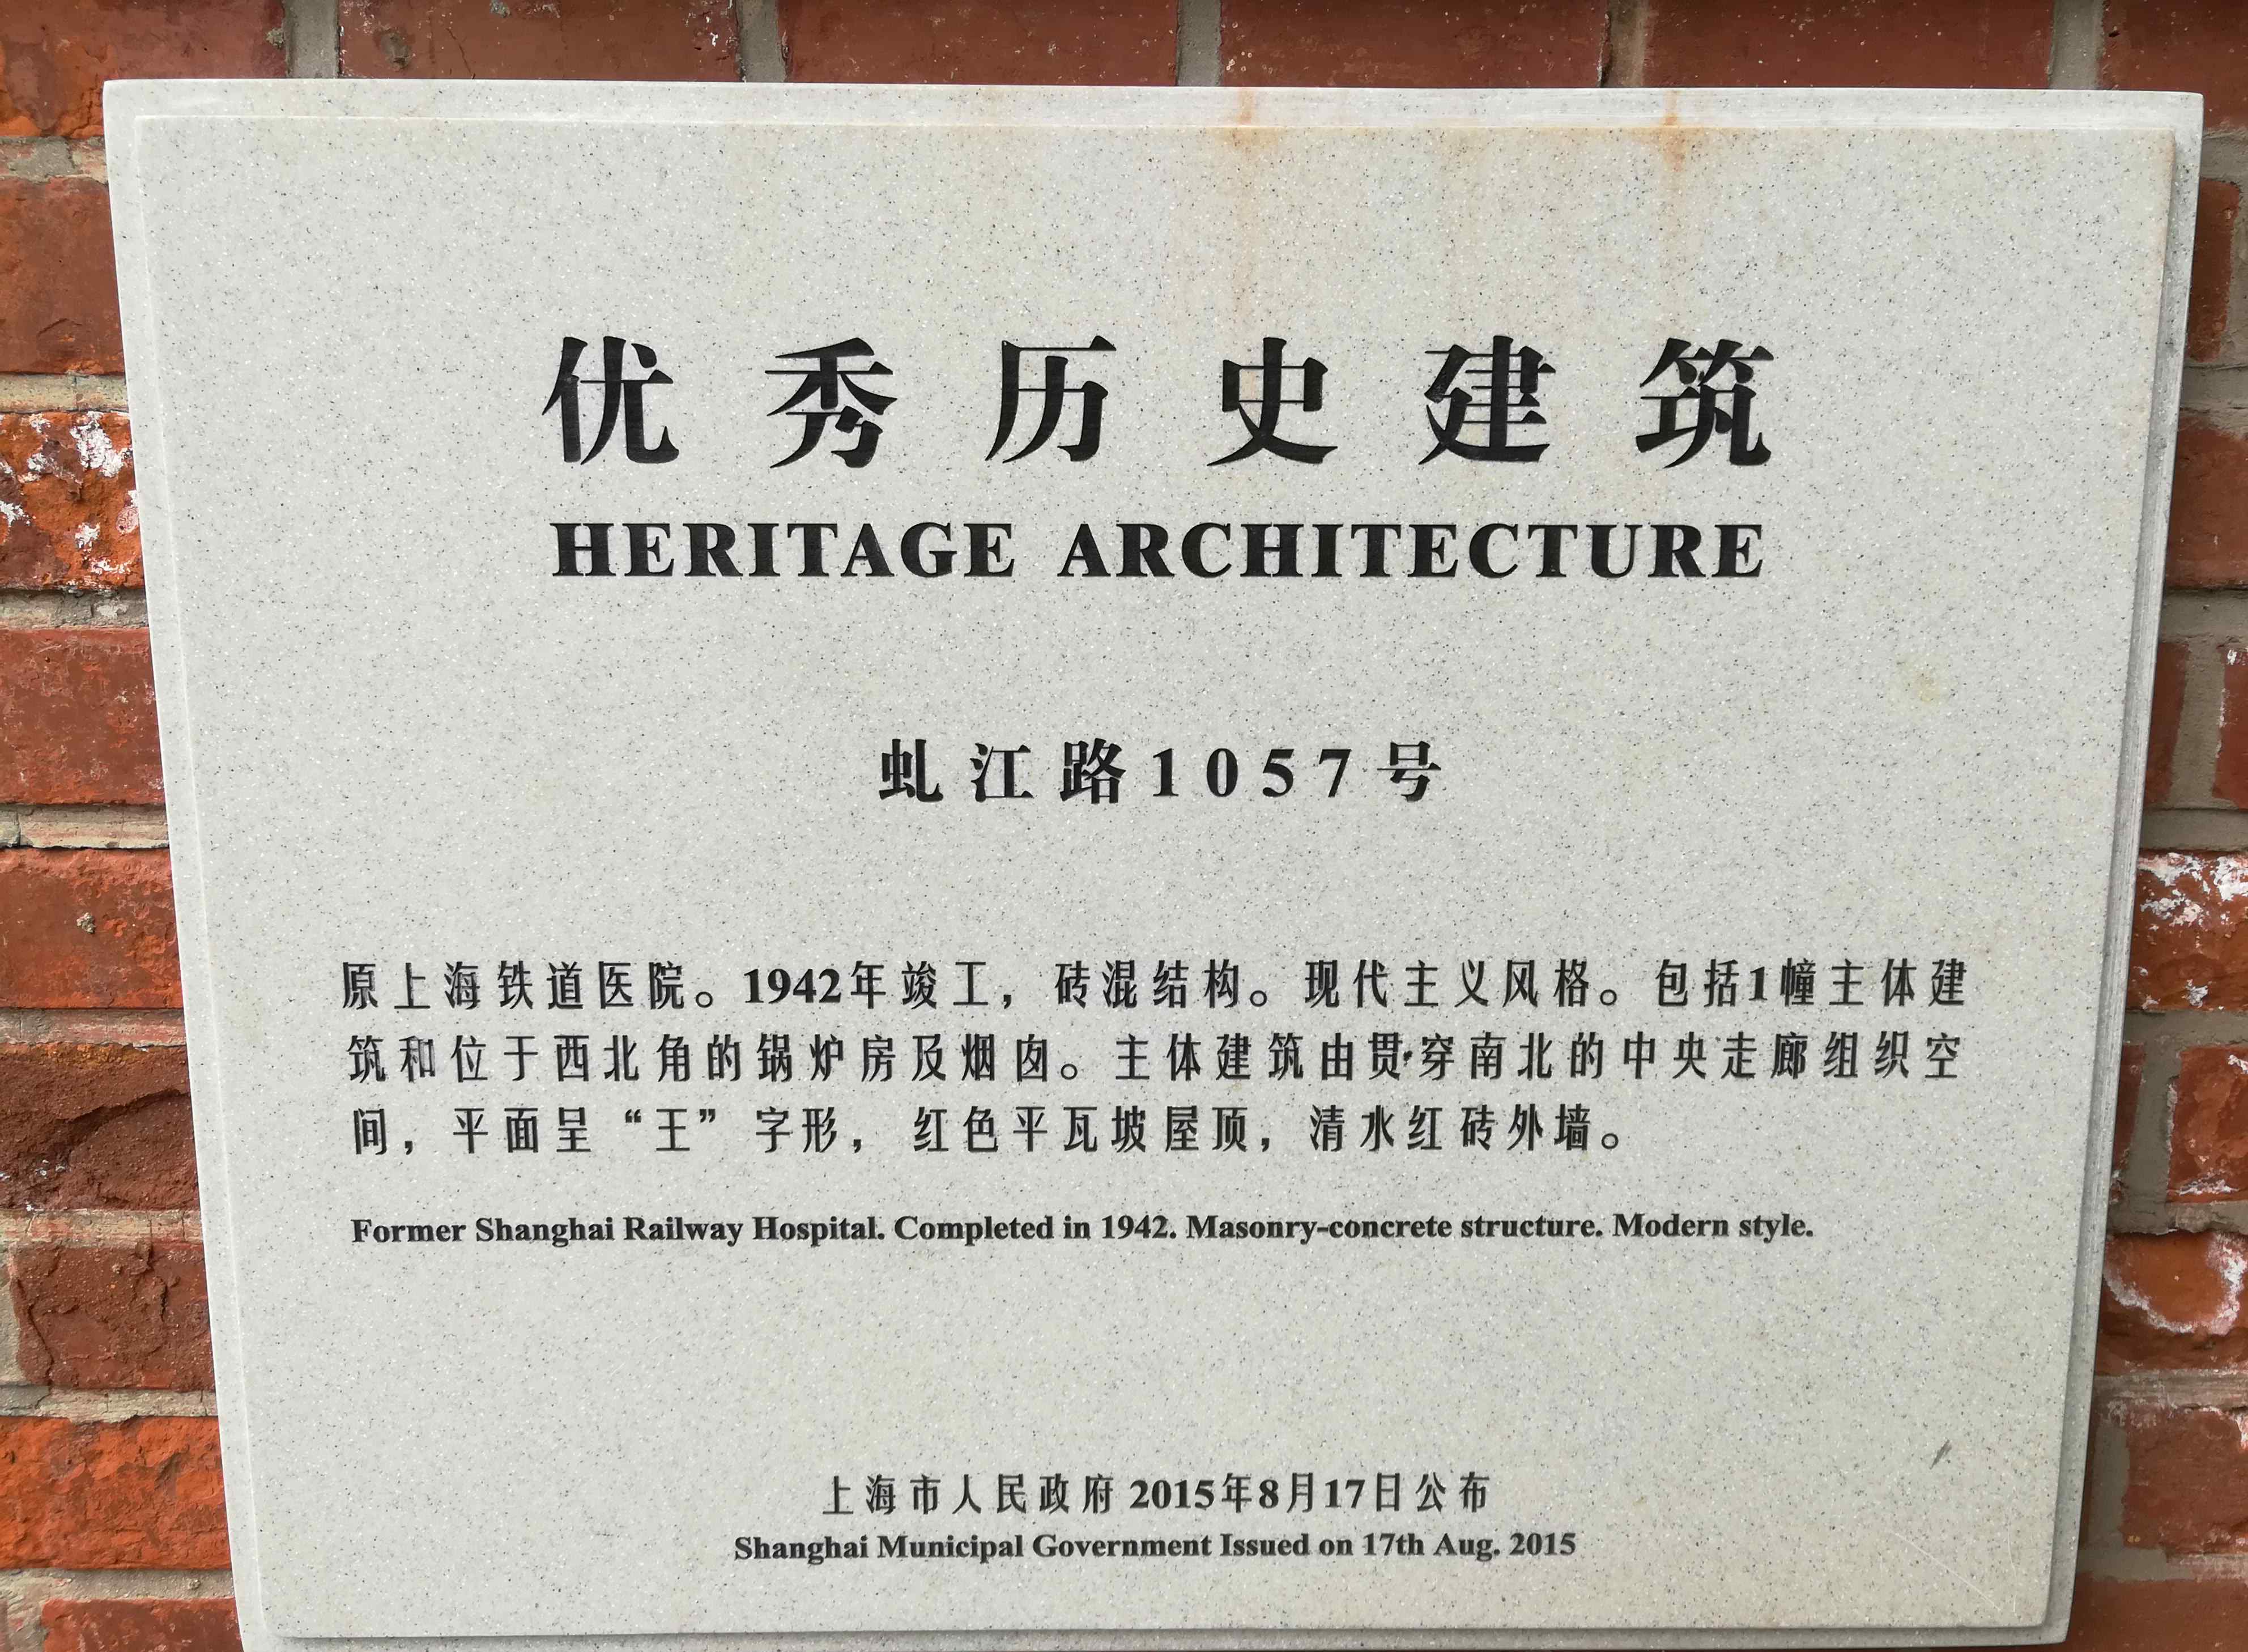 优秀历史建筑
HERITAGE ARCHITECTURE
虬江路1057号
原上海铁道医院。1942年竣工，砖混结构。现代主义风格。包括1幢主体建
筑和位于西北角的锅炉房及烟囱。主体建筑由贯穿南北的中央走廊组织空
间，平面呈“王”字形，红色平瓦坡屋顶，清水红砖外墙。
Former Shanghai Railway Hospital. Completed in 1942. Masonry-concrete structure. Modern style.
上海市人民政府 2015年8月17日公布
Shanghai Municipal Government Issued on 17th Aug. 2015